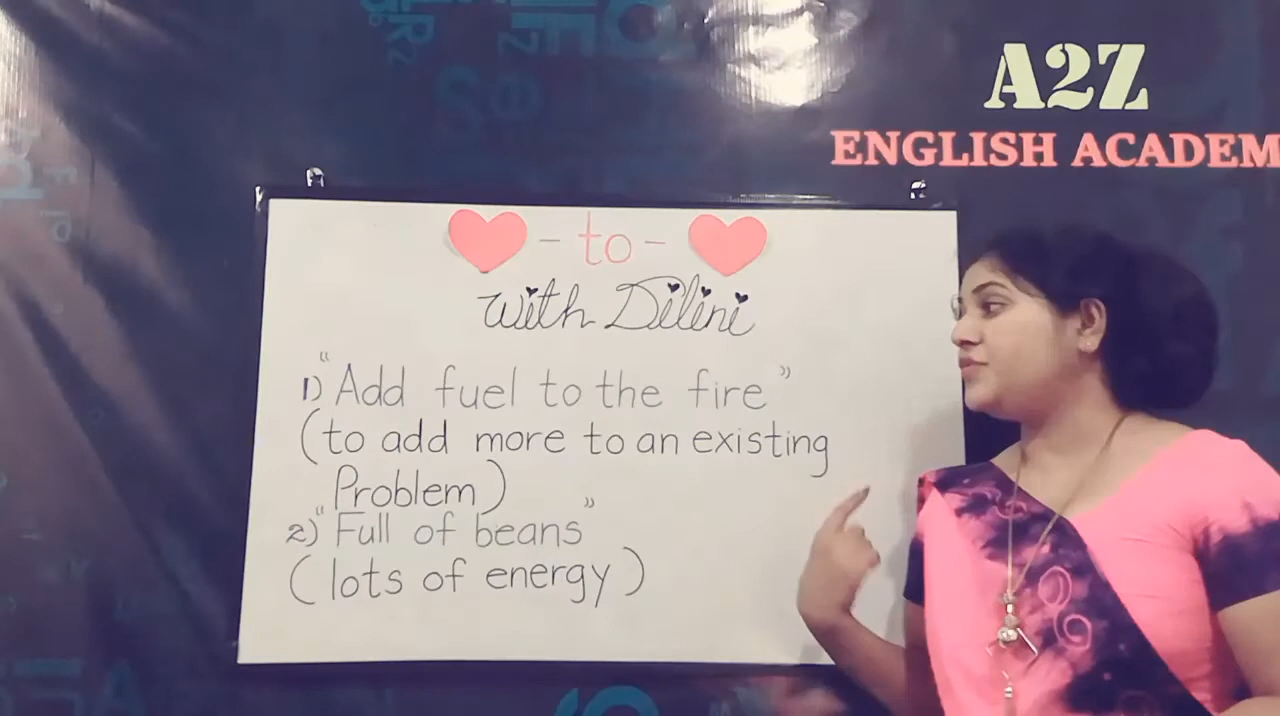 A2Z
ENGLISH ACADEM
- to -
with Dilini
1) "Add fuel to the fire"
(to add more to an existing
Problem)
2) "Full of beans"
(lots of energy)